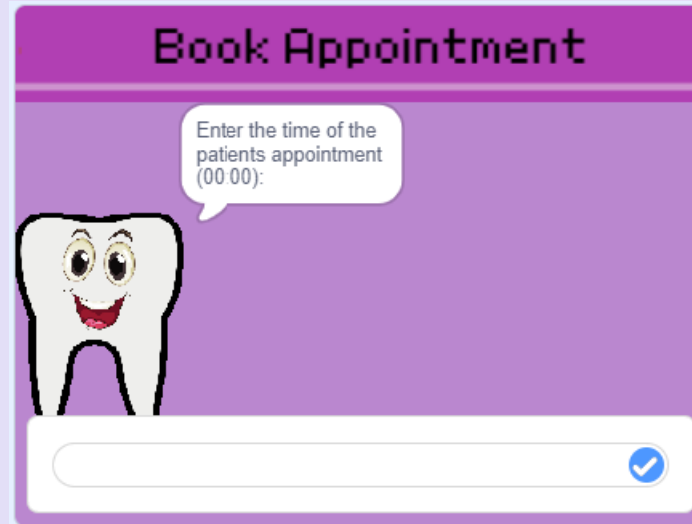 Book Appointment
Enter the time of the
patients appointment
(00:00):